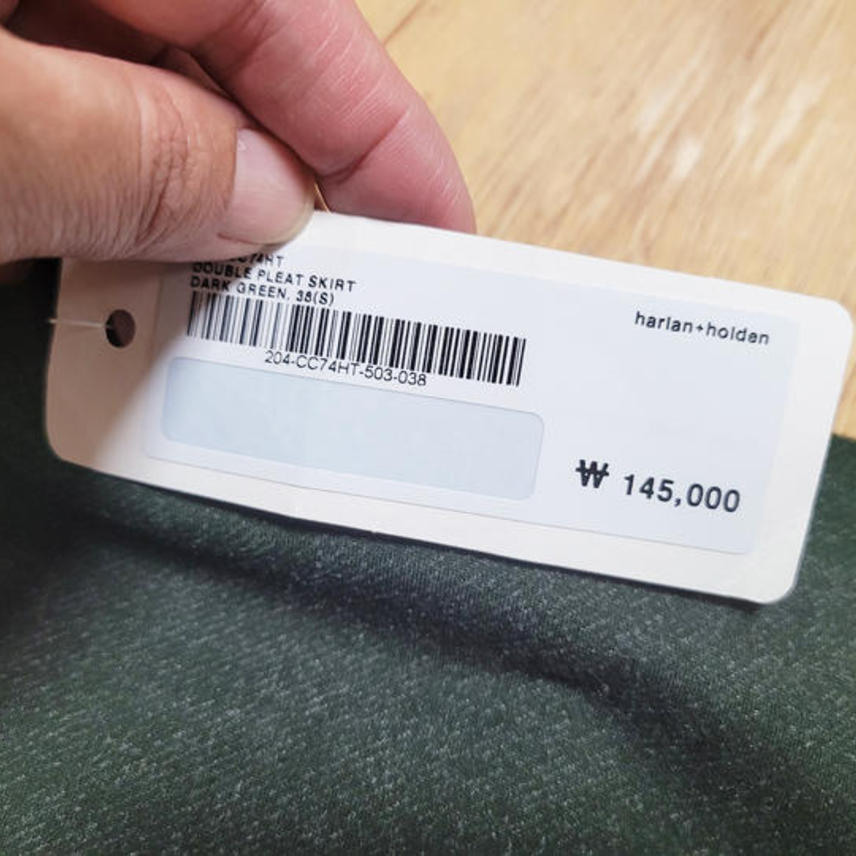 DOUBLE PLEAT SKIRT
DARK GREEN. 38(S)
204-CC74HT-503-038
harlan+holden
₩ 145,000